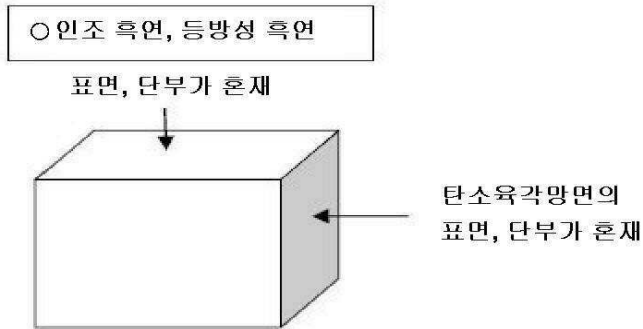 ○인조 흑연, 등방성 흑연
표면, 단부가 혼재
탄소육각망면의
표면, 단부가 혼재